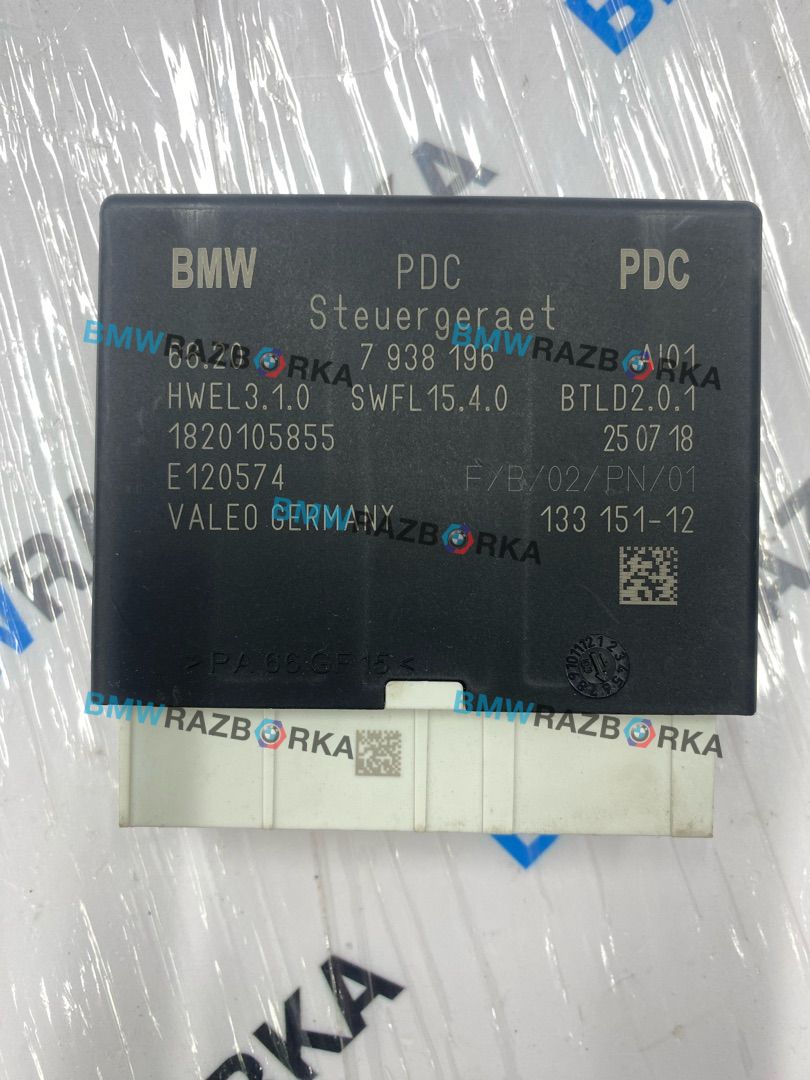 BMW PDC PDC
Steuergeraet
66.20 7 938 196 AI01
HWEL3.1.0 SWFL15.4.0 BTLD2.0.1
1820105855 25 07 18
E120574 F/B/02/PN/01
VALEO GERMANY 133 151-12
>PA 66 GF15<
BMWRAZBORKA
BMWRAZBORKA
BMWRAZBORKA
BMWRAZBORKA
BMWRAZBORKA